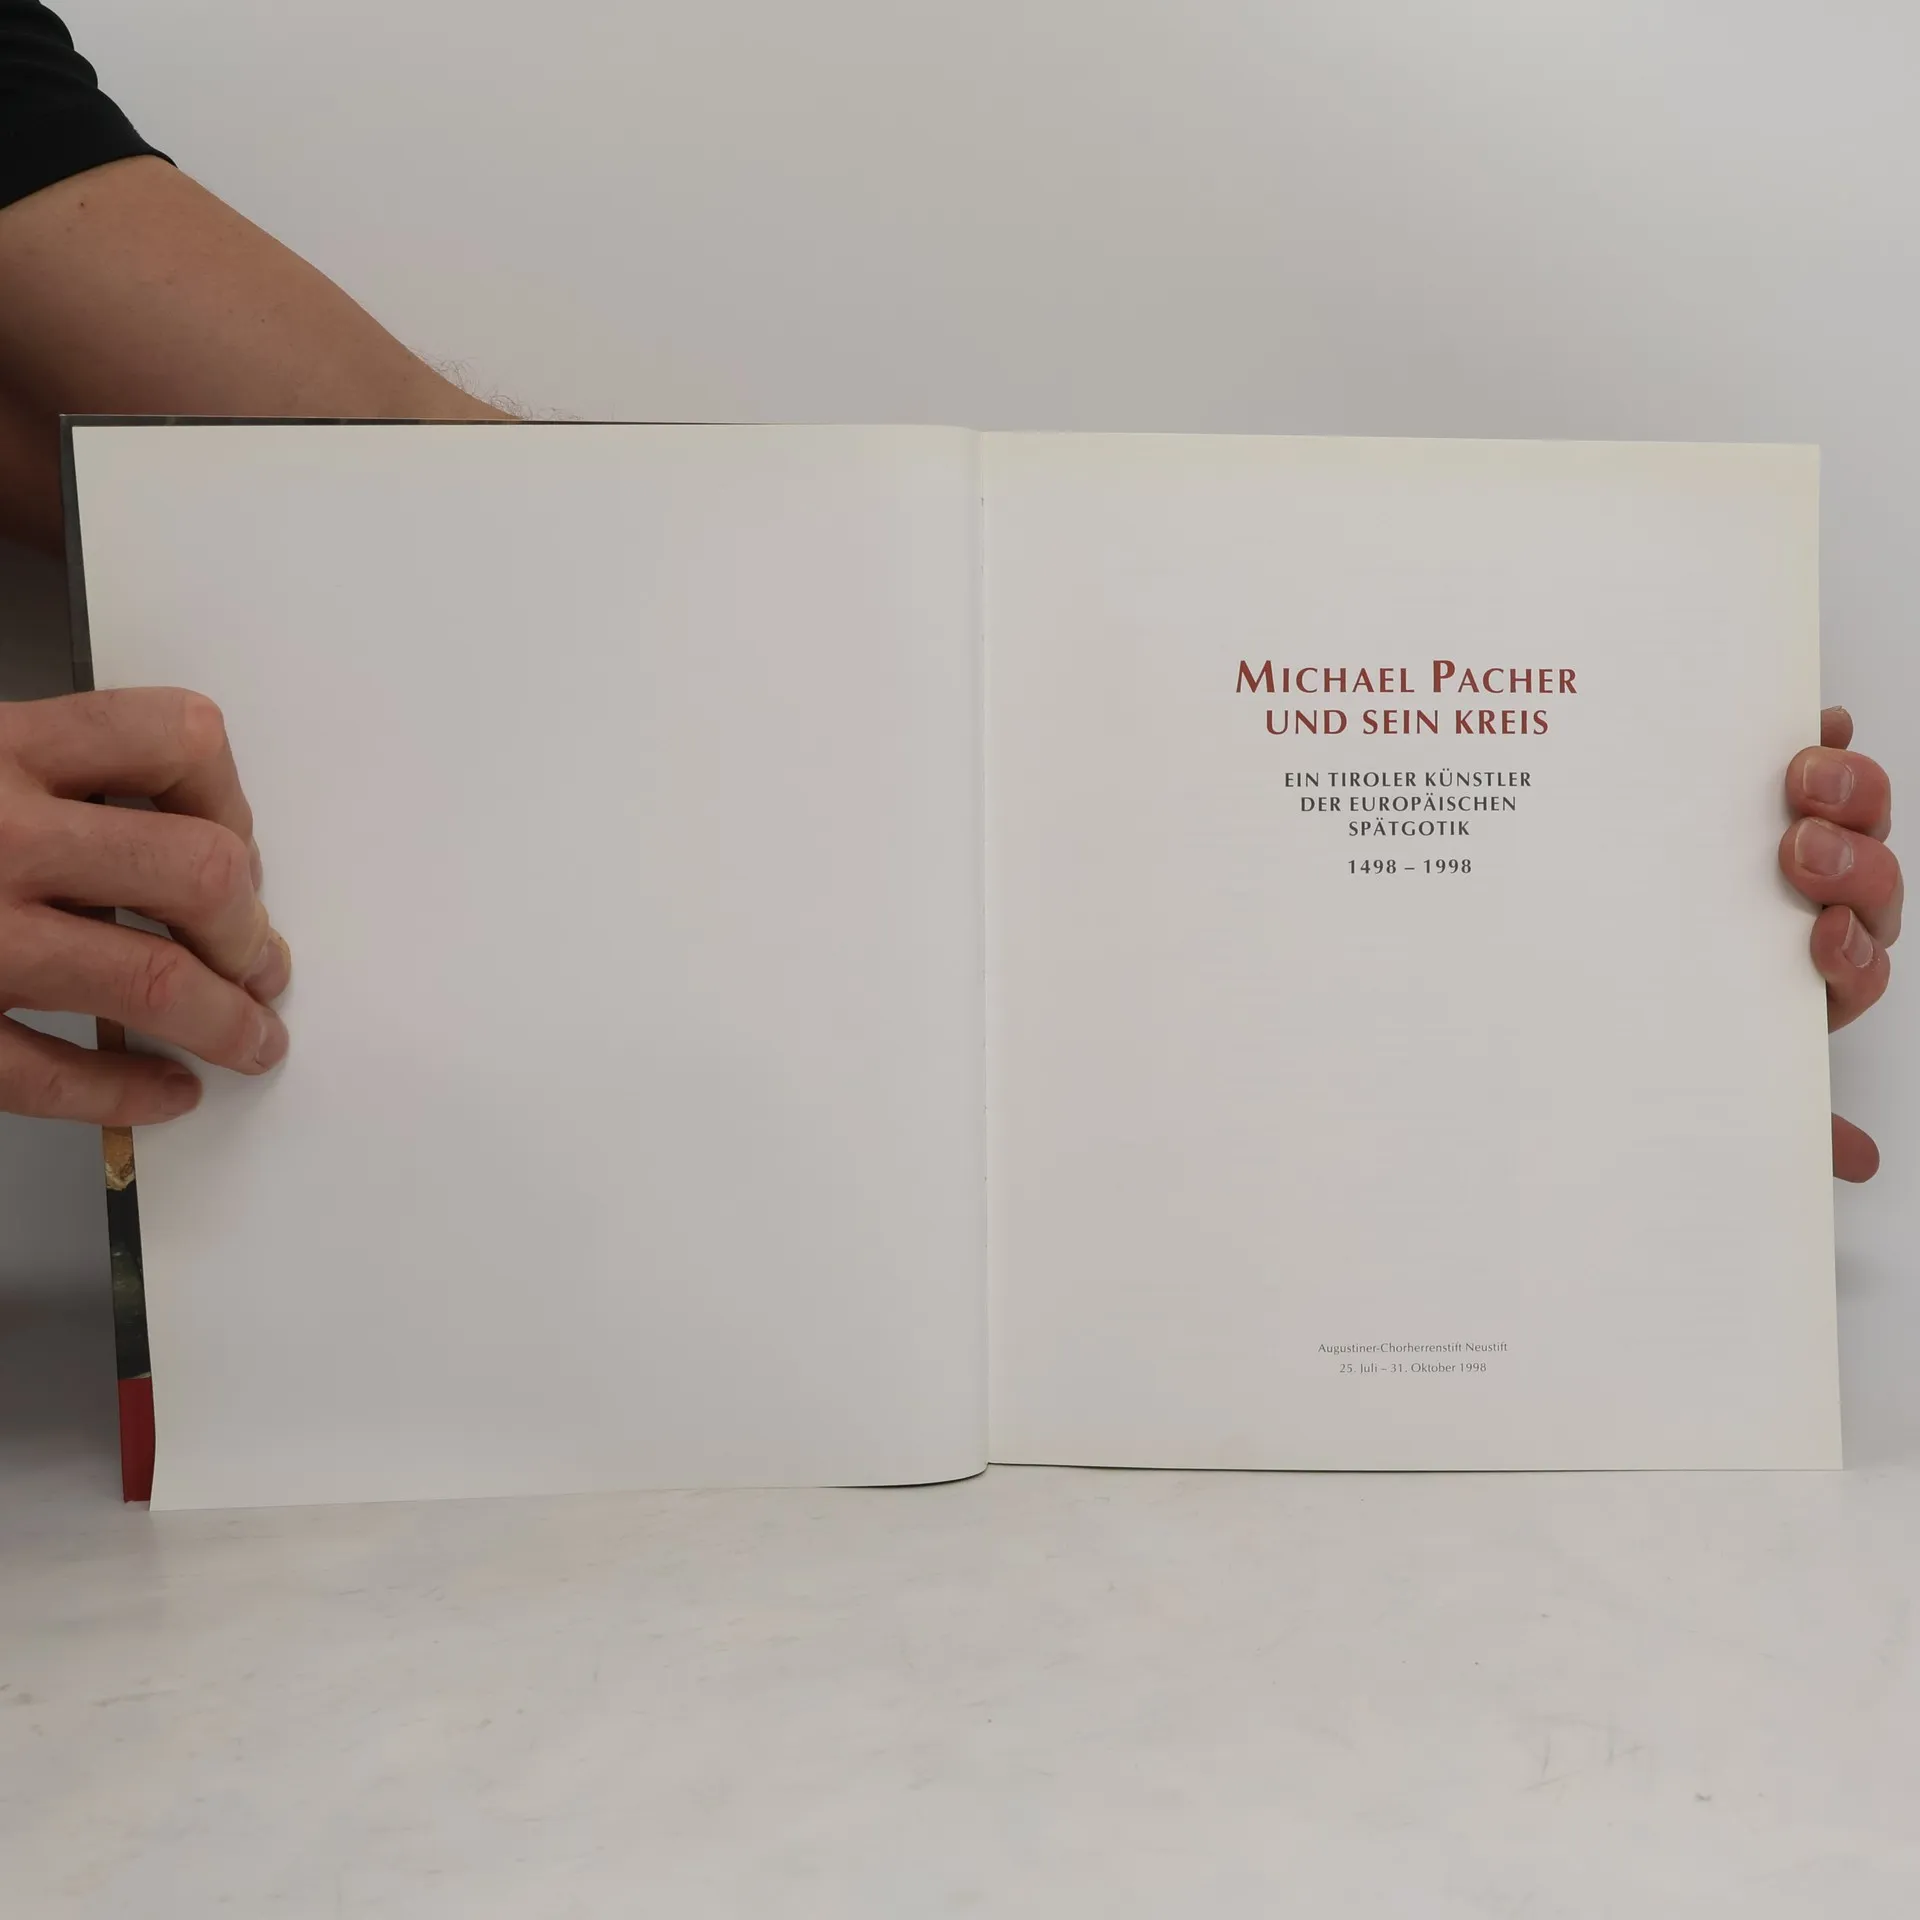 MICHAEL PACHER
UND SEIN KREIS
EIN TIROLER KÜNSTLER
DER EUROPÄISCHEN
SPÄTGOTIK
1498 – 1998
Augustiner-Chorherrenstift Neustift
25. Juli – 31. Oktober 1998